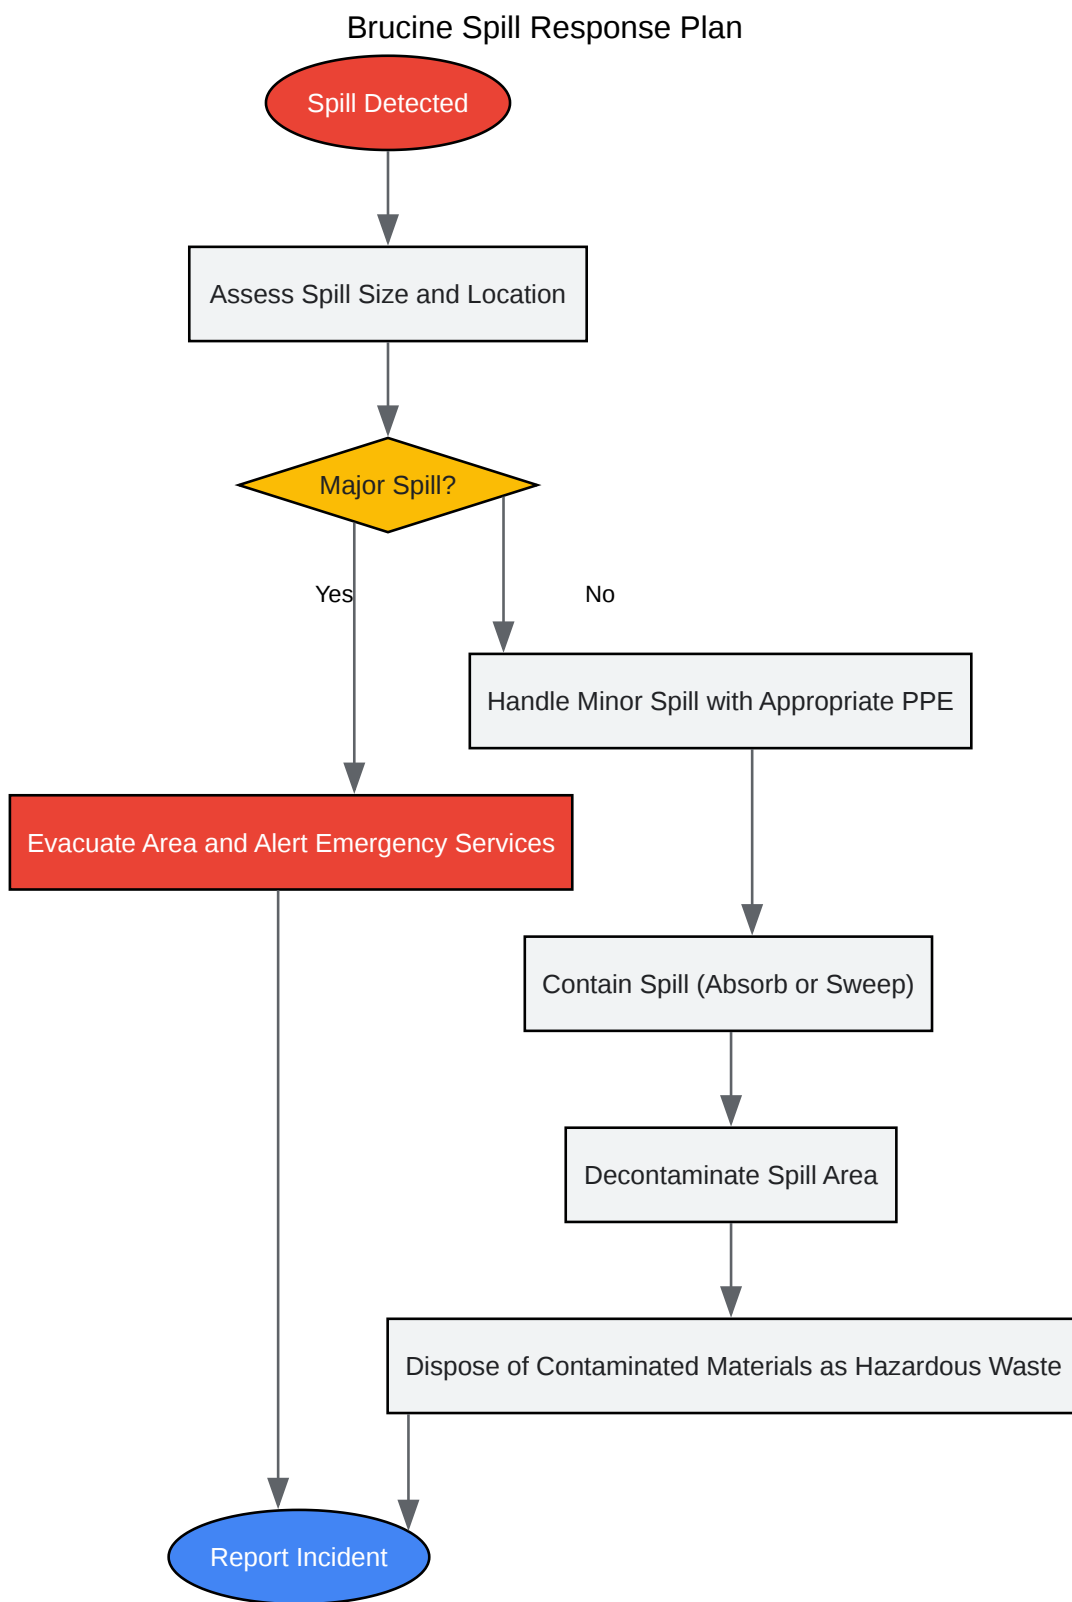 Brucine Spill Response Plan
Spill Detected
Assess Spill Size and Location
Major Spill?
Yes
No
Handle Minor Spill with Appropriate PPE
Evacuate Area and Alert Emergency Services
Contain Spill (Absorb or Sweep)
Decontaminate Spill Area
Dispose of Contaminated Materials as Hazardous Waste
Report Incident